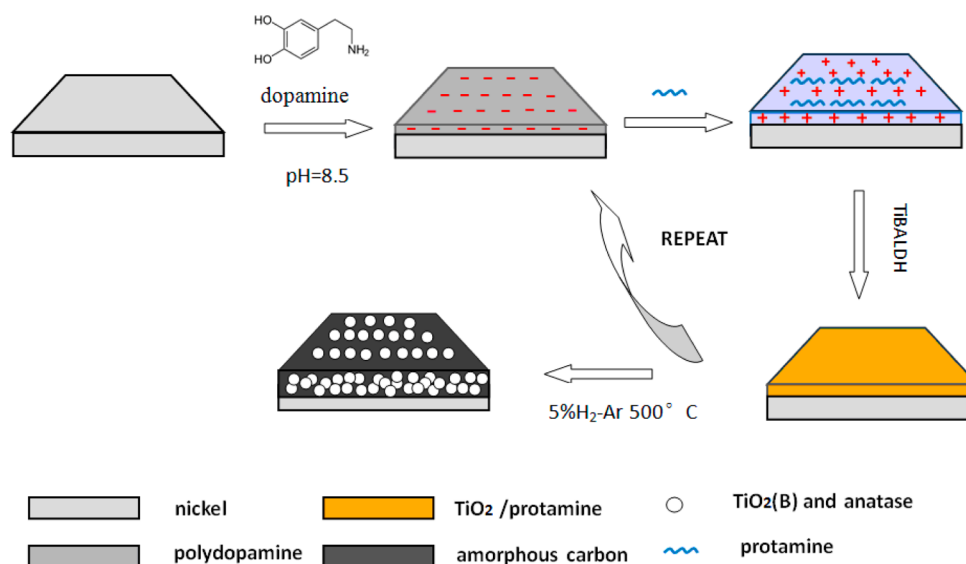 HO
HO
NH₂
dopamine
pH=8.5
TiBALDH
REPEAT
5%H₂-Ar 500° C
nickel
TiO₂ /protamine
TiO₂(B) and anatase
polydopamine
amorphous carbon
protamine